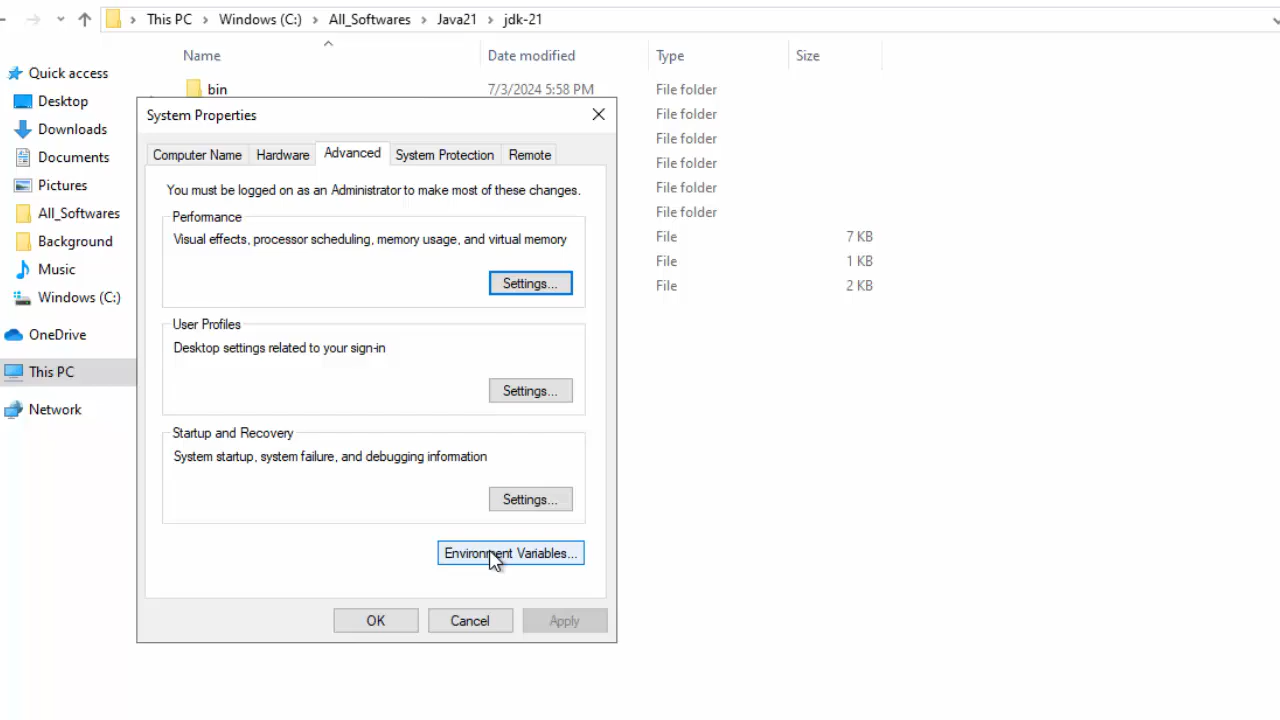 This PC > Windows (C:) > All_Softwares > Java21 > jdk-21
Name Date modified Type Size
Quick access
Desktop
Downloads
Documents
Pictures
All_Softwares
Background
Music
Windows (C:)
OneDrive
This PC
Network
bin 7/3/2024 5:58 PM File folder
File folder
File folder
File folder
File folder
File folder
File 7 KB
File 1 KB
File 2 KB
System Properties
Computer Name Hardware Advanced System Protection Remote
You must be logged on as an Administrator to make most of these changes.
Performance
Visual effects, processor scheduling, memory usage, and virtual memory
Settings...
User Profiles
Desktop settings related to your sign-in
Settings...
Startup and Recovery
System startup, system failure, and debugging information
Settings...
Environment Variables...
OK Cancel Apply